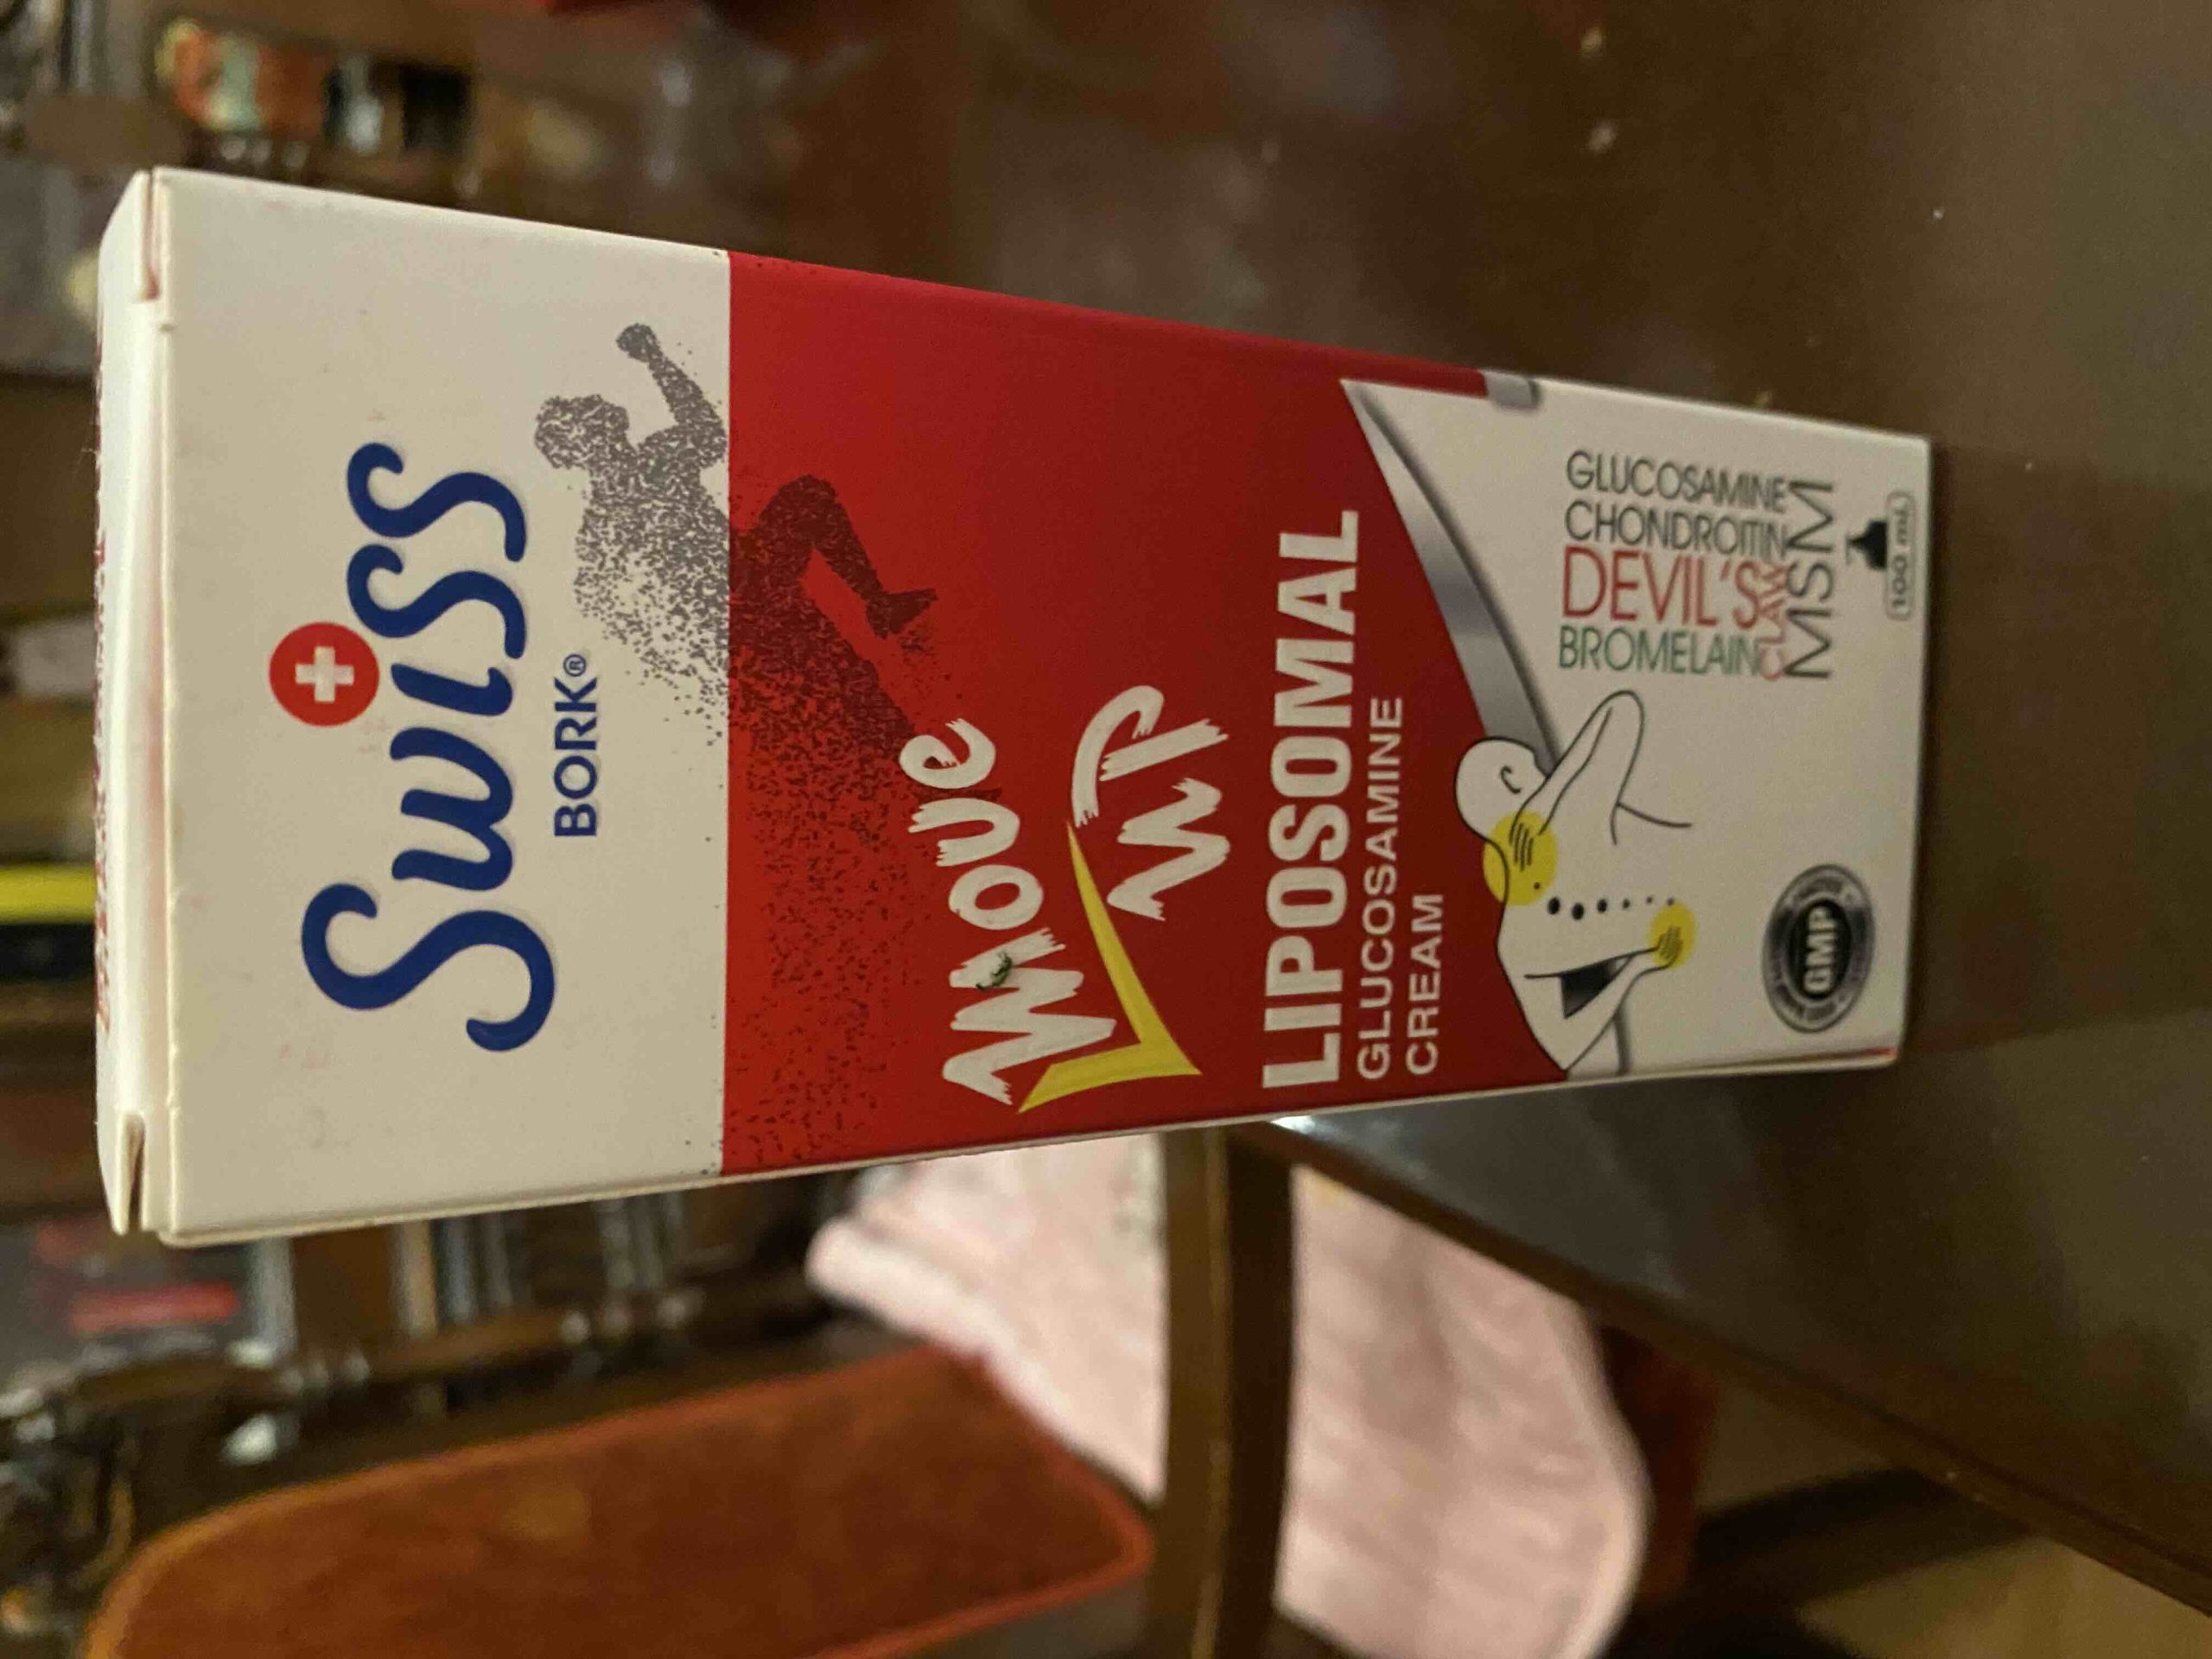 Swiss
BORK®
Move
UP
LIPOSOMAL
GLUCOSAMINE
CREAM
GLUCOSAMINE
CHONDROITIN
DEVIL'S
CLAW
BROMELAIN
MSM
GMP
100 mL